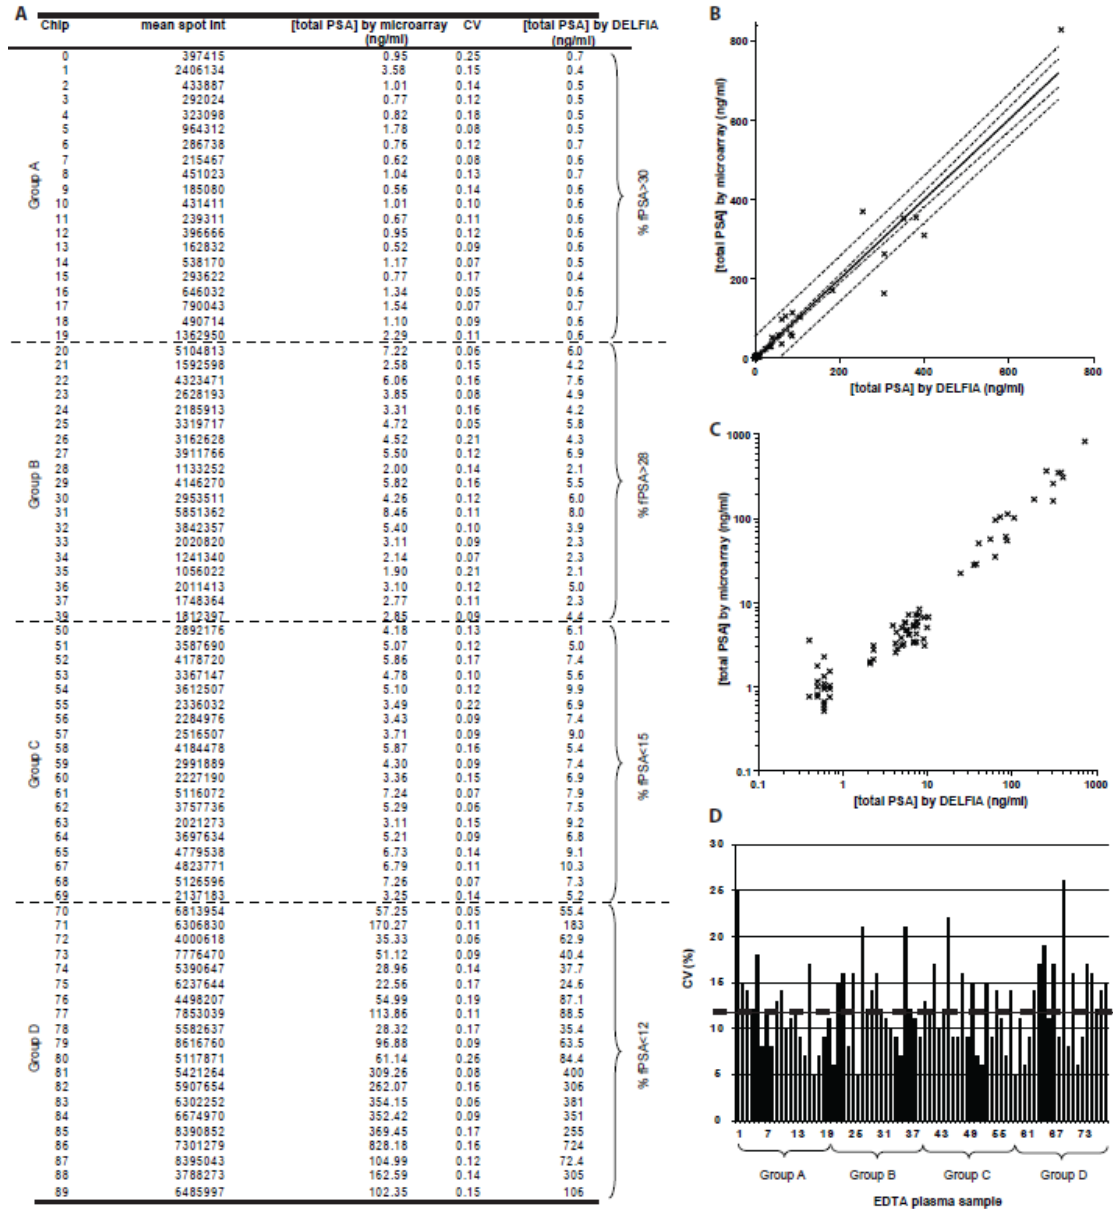 A
Chip mean spot int [total PSA] by microarray CV [total PSA] by DELFIA
(ng/ml) (ng/ml)
0 397415 0.95 0.25 0.7
1 2406134 3.58 0.15 0.4
2 433887 1.01 0.14 0.5
3 292024 0.77 0.12 0.5
4 323098 0.82 0.18 0.5
5 964312 1.78 0.08 0.5
6 286738 0.76 0.12 0.7
7 215467 0.62 0.08 0.6
8 451023 1.04 0.13 0.7
9 185080 0.56 0.14 0.6
10 431411 1.01 0.10 0.6
11 239311 0.67 0.11 0.6
12 396666 0.95 0.12 0.6
13 162832 0.52 0.09 0.6
14 538170 1.17 0.07 0.5
15 293622 0.77 0.17 0.4
16 646032 1.34 0.05 0.6
17 790043 1.54 0.07 0.7
18 490714 1.10 0.09 0.6
19 1362950 2.29 0.11 0.6
Group A
% fPSA>30
20 5104813 7.22 0.06 6.0
21 1592598 2.58 0.15 4.2
22 4323471 6.06 0.16 7.6
23 2628193 3.85 0.08 4.9
24 2185913 3.31 0.16 4.2
25 3319717 4.72 0.05 5.8
26 3162628 4.52 0.21 4.3
27 3911766 5.50 0.12 6.9
28 1133252 2.00 0.14 2.1
29 4146270 5.82 0.16 5.5
30 2953511 4.26 0.12 6.0
31 5851362 8.46 0.11 8.0
32 3842357 5.40 0.10 3.9
33 2020820 3.11 0.09 2.3
34 1241340 2.14 0.07 2.3
35 1056022 1.90 0.21 2.1
36 2011413 3.10 0.12 5.0
37 1748364 2.77 0.11 2.3
39 1812397 2.85 0.09 4.4
Group B
% fPSA>28
50 2892176 4.18 0.13 6.1
51 3587690 5.07 0.12 5.0
52 4178720 5.86 0.17 7.4
53 3367147 4.78 0.10 5.6
54 3612507 5.10 0.12 9.9
55 2336032 3.49 0.22 6.9
56 2284976 3.43 0.09 7.4
57 2516507 3.71 0.09 9.0
58 4184478 5.87 0.16 5.4
59 2991889 4.30 0.09 7.4
60 2227190 3.36 0.15 6.9
61 5116072 7.24 0.07 7.9
62 3757736 5.29 0.06 7.5
63 2021273 3.11 0.15 9.2
64 3697634 5.21 0.09 6.8
65 4779538 6.73 0.14 9.1
67 4823771 6.79 0.11 10.3
68 5126596 7.26 0.07 7.3
69 2137183 3.25 0.14 5.2
Group C
% fPSA<15
70 6813954 57.25 0.05 55.4
71 6306830 170.27 0.11 183
72 4000618 35.33 0.06 62.9
73 7776470 51.12 0.09 40.4
74 5390647 28.96 0.14 37.7
75 6237644 22.56 0.17 24.6
76 4498207 54.99 0.19 87.1
77 7853039 113.86 0.11 88.5
78 5582637 28.32 0.17 35.4
79 8616760 96.88 0.09 63.5
80 5117871 61.14 0.26 84.4
81 5421264 309.26 0.08 400
82 5907654 262.07 0.16 306
83 6302252 354.15 0.06 381
84 6674970 352.42 0.09 351
85 8390852 369.45 0.17 255
86 7301279 828.18 0.16 724
87 8395043 104.99 0.12 72.4
88 3788273 162.59 0.14 305
89 6485997 102.35 0.15 106
Group D
% fPSA<12
B
[total PSA] by microarray (ng/ml)
800
600
400
200
0
0 200 400 600 800
[total PSA] by DELFIA (ng/ml)
C
[total PSA] by microarray (ng/ml)
1000
100
10
1
0.1
0.1 1 10 100 1000
[total PSA] by DELFIA (ng/ml)
D
CV (%)
30
25
20
15
10
5
0
1 7 13 19 25 31 37 43 49 55 61 67 73
Group A Group B Group C Group D
EDTA plasma sample